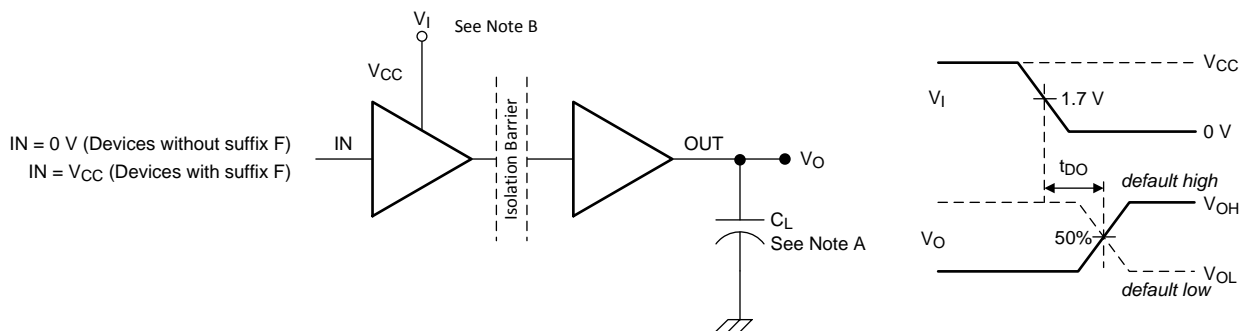 V_I
See Note B
V_CC
IN = 0 V (Devices without suffix F)
IN = V_CC (Devices with suffix F)
IN
Isolation Barrier
OUT
V_O
C_L
See Note A
V_I
V_CC
1.7 V
0 V
t_DO
default high
V_OH
V_O
50%
V_OL
default low